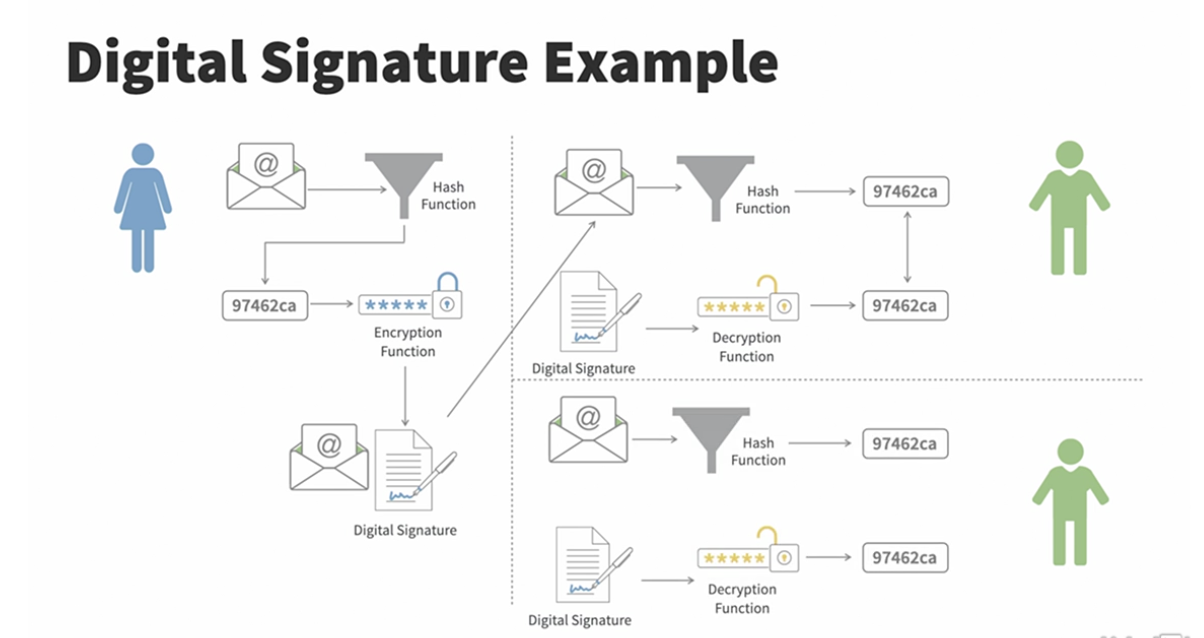 Digital Signature Example
@
Hash
Function
97462ca
*****
Encryption
Function
@
Digital Signature
@
Hash
Function
97462ca
*****
97462ca
Decryption
Function
Digital Signature
@
Hash
Function
97462ca
*****
97462ca
Decryption
Function
Digital Signature